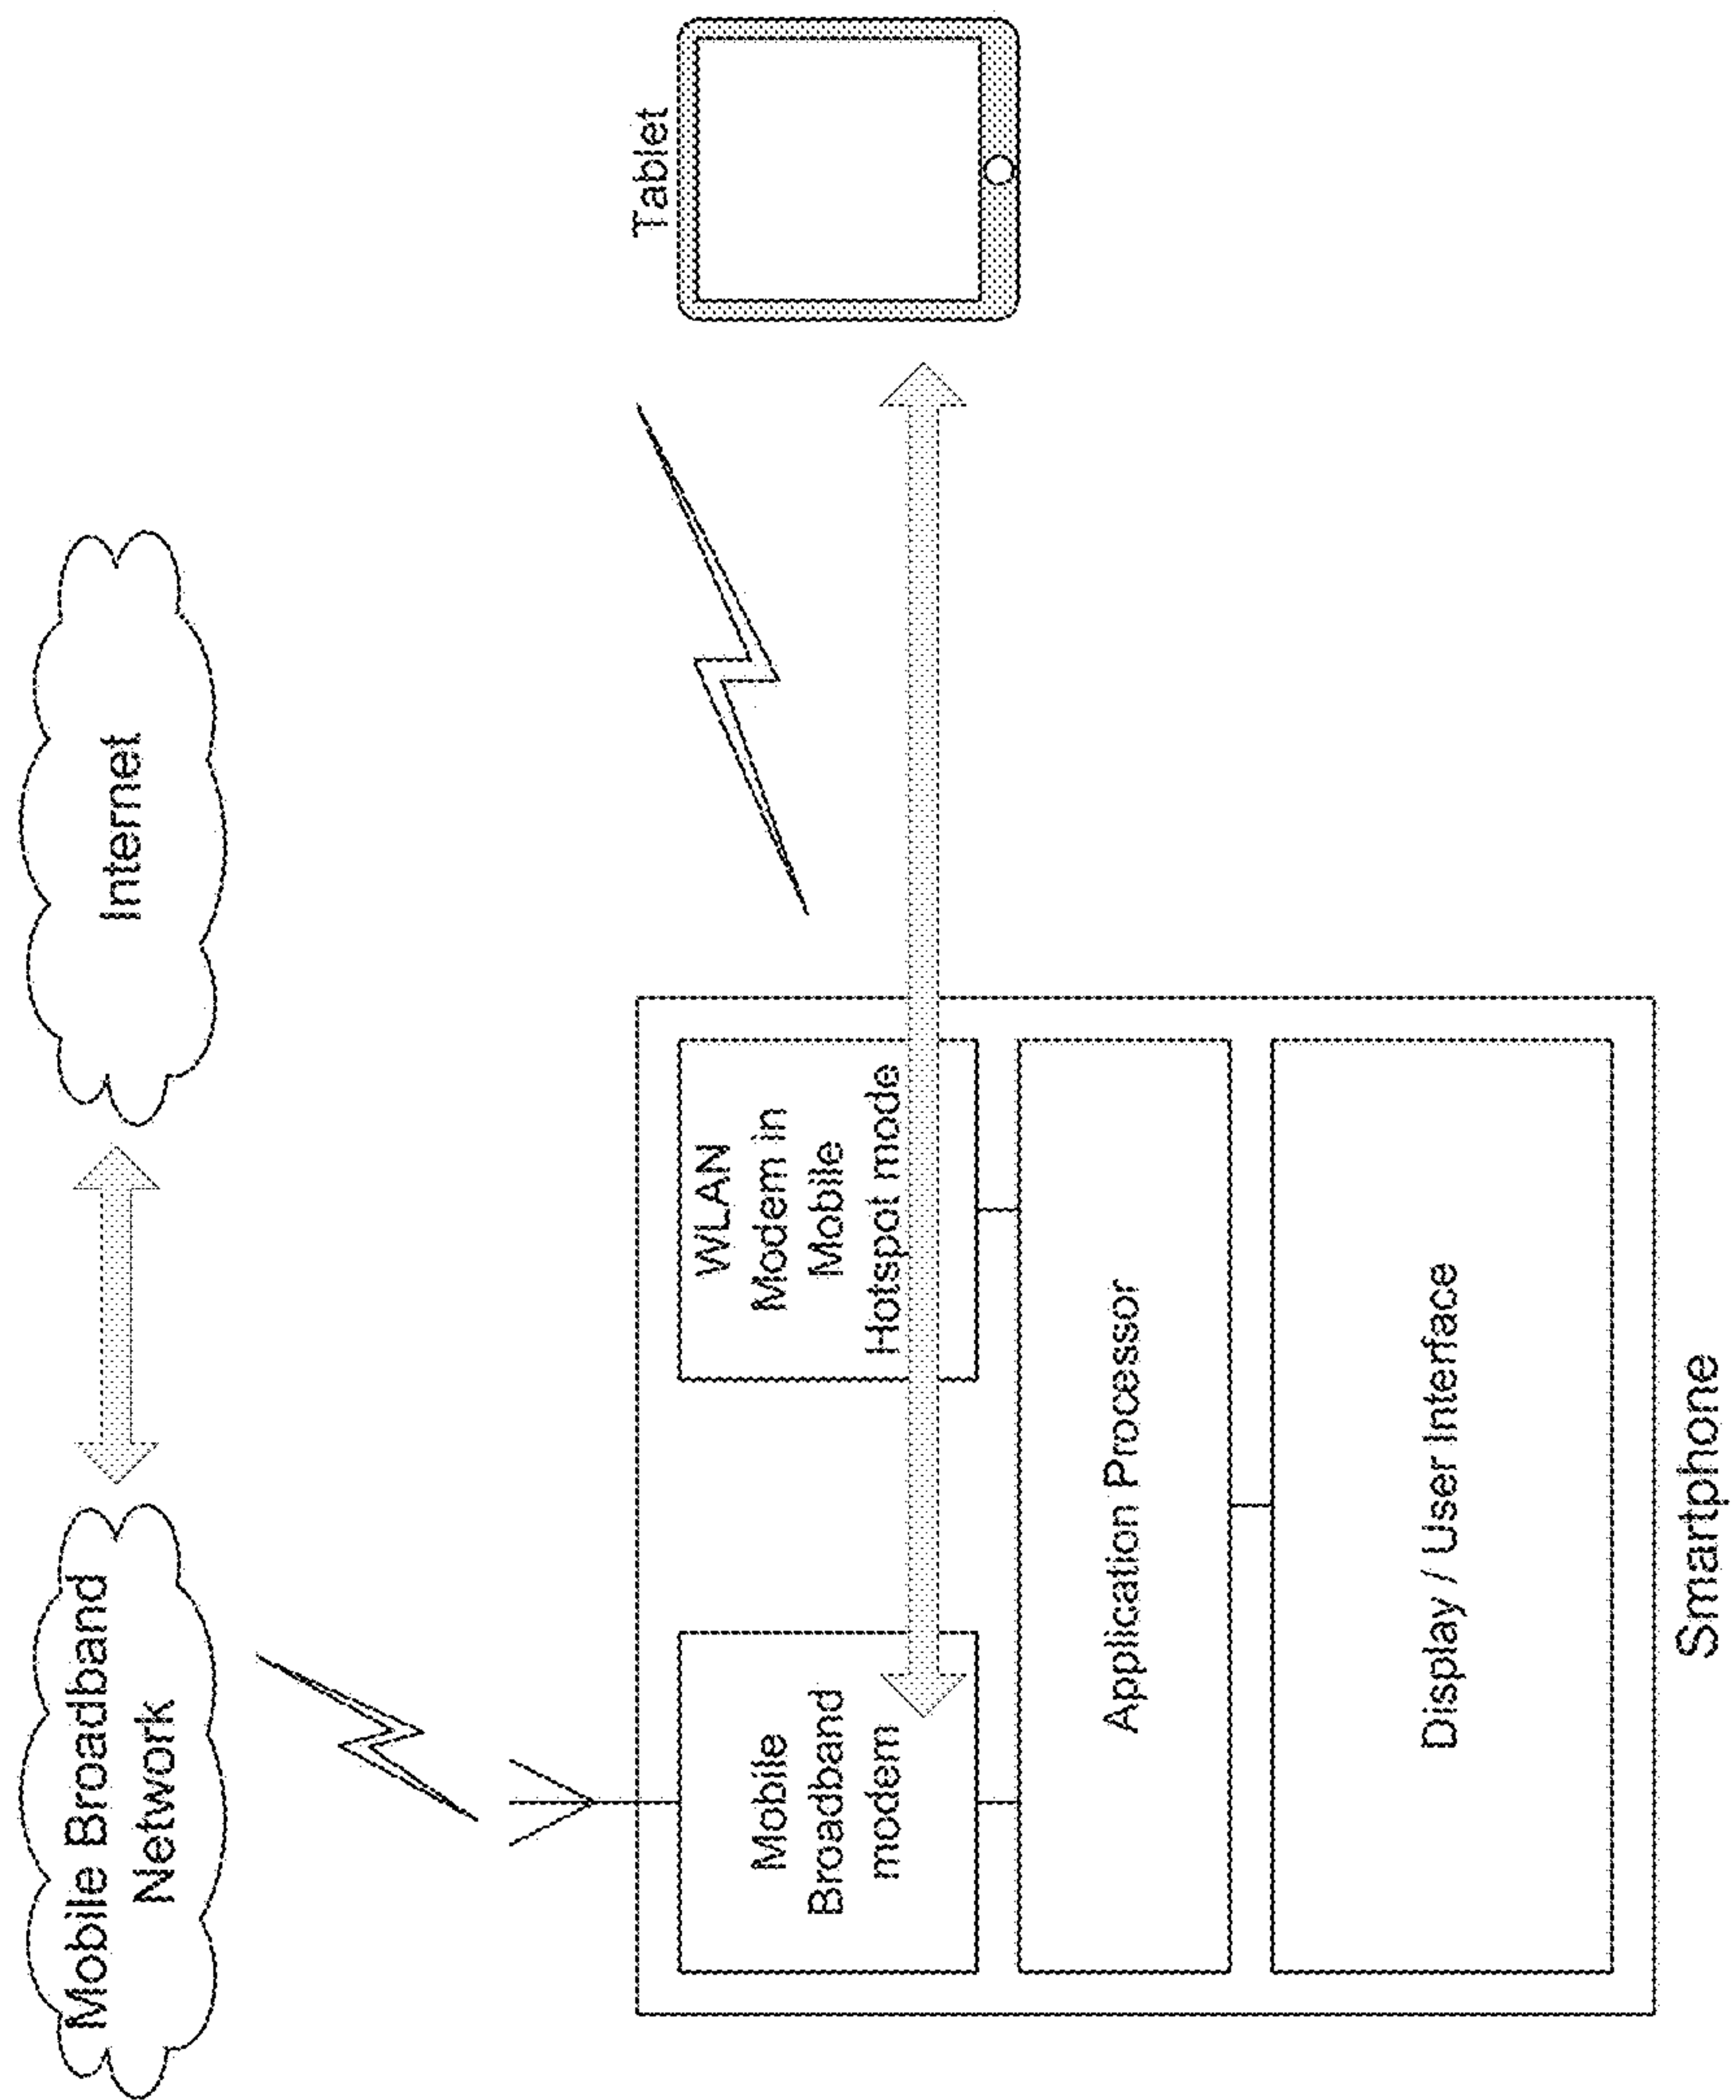 Mobile Broadband
Network
Internet
Tablet
Mobile
Broadband
modem
WLAN
Modem in
Mobile
Hotspot mode
Application Processor
Display / User Interface
Smartphone